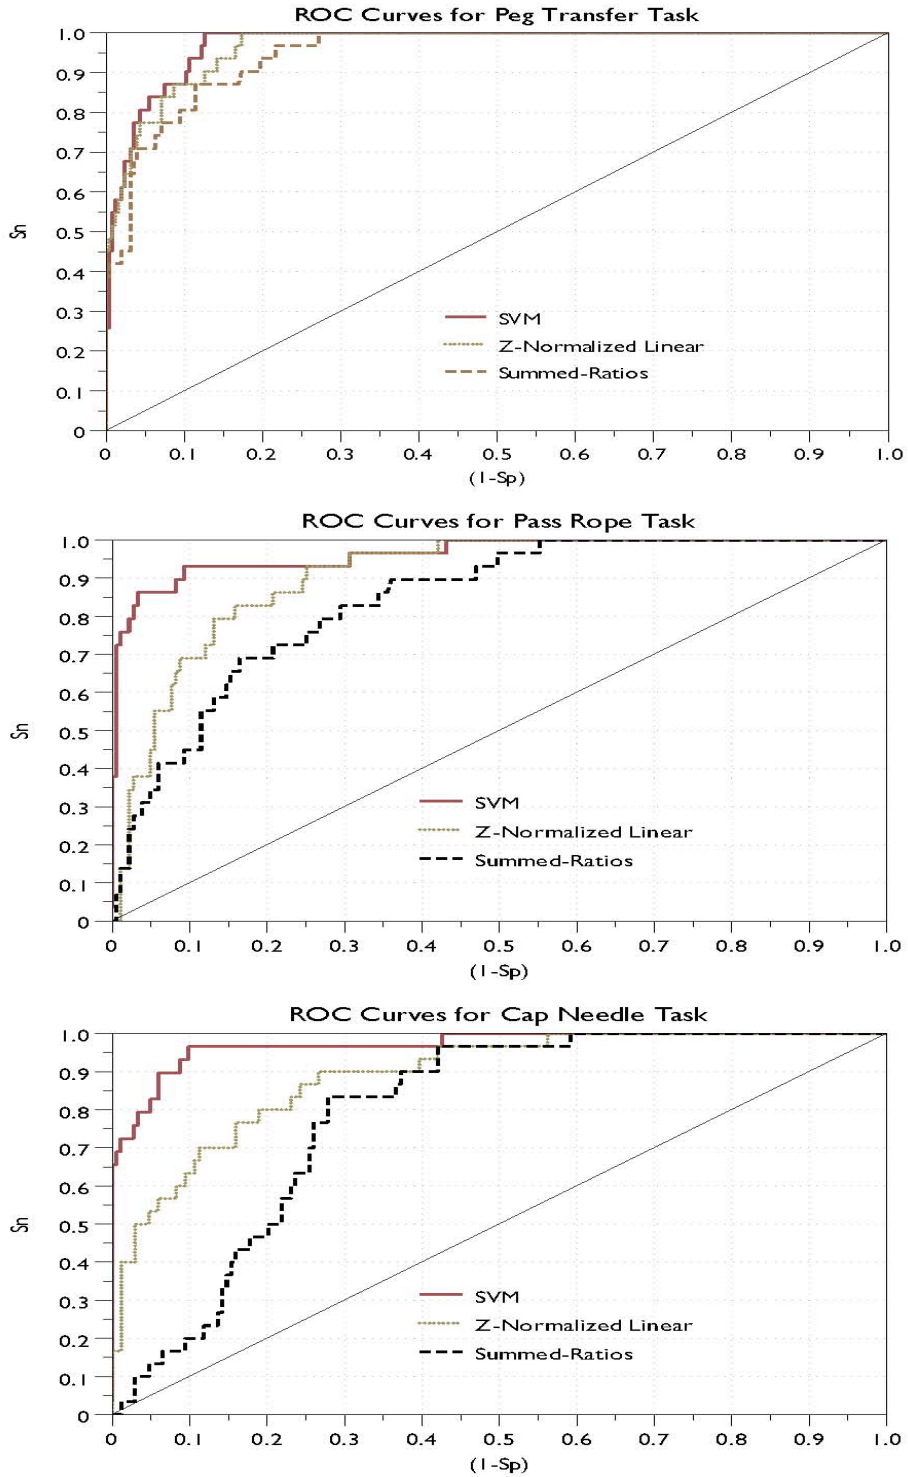 ROC Curves for Peg Transfer Task
1.0
0.9
0.8
0.7
0.6
0.5
0.4
0.3
0.2
0.1
0
Sn
SVM
Z-Normalized Linear
Summed-Ratios
0 0.1 0.2 0.3 0.4 0.5 0.6 0.7 0.8 0.9 1.0
(1-Sp)
ROC Curves for Pass Rope Task
1.0
0.9
0.8
0.7
0.6
0.5
0.4
0.3
0.2
0.1
0
Sn
SVM
Z-Normalized Linear
Summed-Ratios
0 0.1 0.2 0.3 0.4 0.5 0.6 0.7 0.8 0.9 1.0
(1-Sp)
ROC Curves for Cap Needle Task
1.0
0.9
0.8
0.7
0.6
0.5
0.4
0.3
0.2
0.1
0
Sn
SVM
Z-Normalized Linear
Summed-Ratios
0 0.1 0.2 0.3 0.4 0.5 0.6 0.7 0.8 0.9 1.0
(1-Sp)